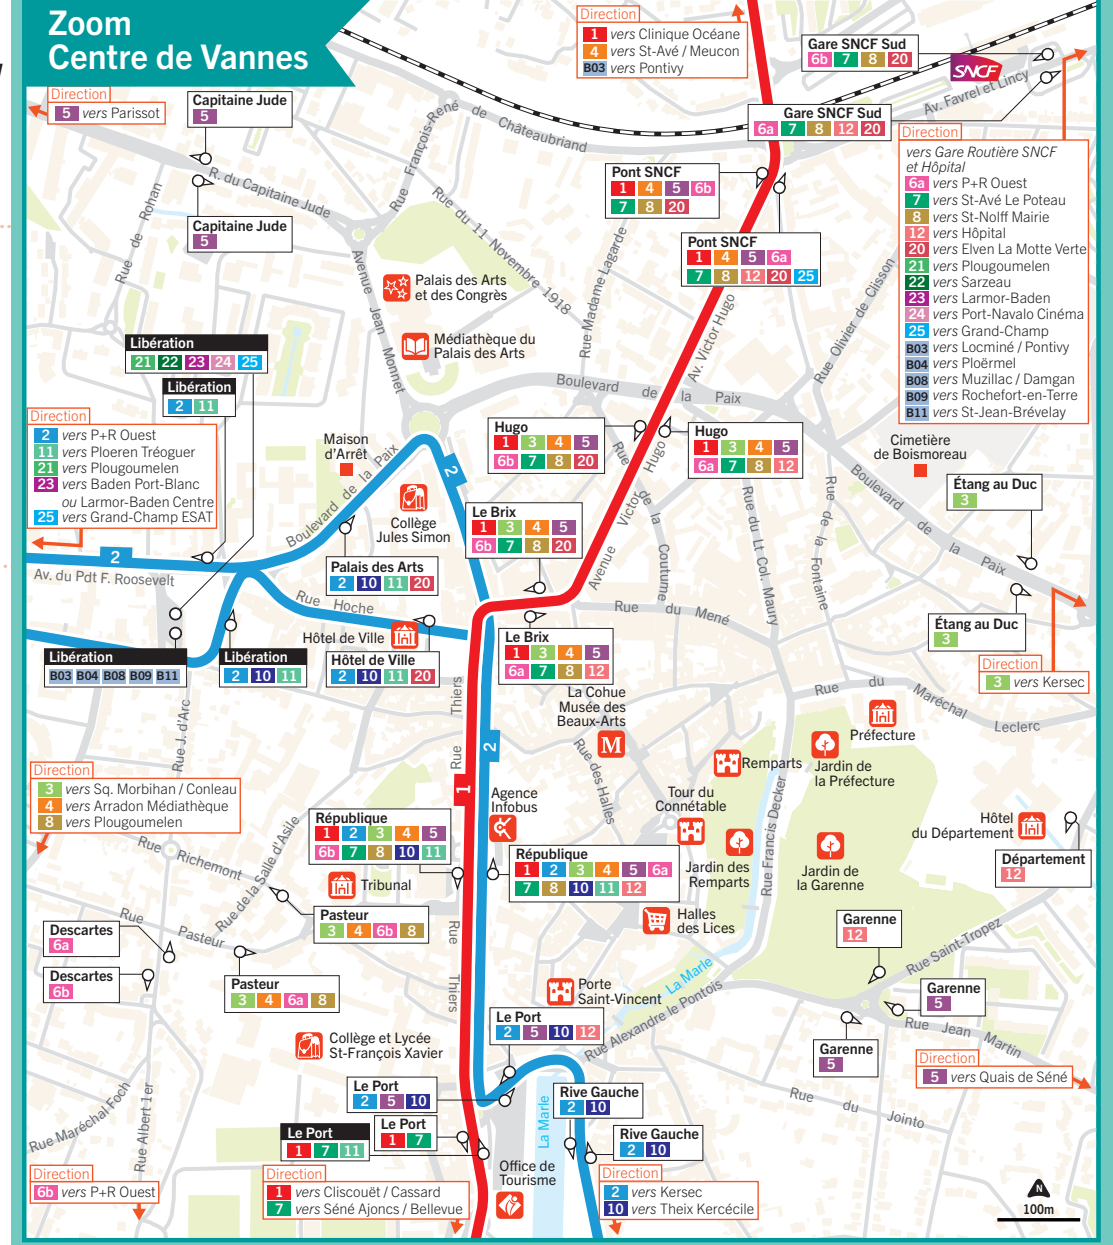 Zoom
Centre de Vannes
Direction
1 vers Clinique Océane
4 vers St-Avé / Meucon
B03 vers Pontivy
Gare SNCF Sud
6b 7 8 20
SNCF
Av. Favrel et Lincy
Direction
5 vers Parissot
Capitaine Jude
5
Gare SNCF Sud
6a 7 8 12 20
Rue François-René de Châteaubriand
R. du Capitaine Jude
Capitaine Jude
5
Rue de Rohan
Rue du 11 Novembre 1918
Pont SNCF
1 4 5 6b
7 8 20
Pont SNCF
1 4 5 6a
7 8 12 20 25
Direction
vers Gare Routière SNCF
et Hôpital
6a vers P+R Ouest
7 vers St-Avé Le Poteau
8 vers St-Nolff Mairie
12 vers Hôpital
20 vers Elven La Motte Verte
21 vers Plougoumelen
22 vers Sarzeau
23 vers Larmor-Baden
24 vers Port-Navalo Cinéma
25 vers Grand-Champ
B03 vers Locminé / Pontivy
B04 vers Ploërmel
B08 vers Muzillac / Damgan
B09 vers Rochefort-en-Terre
B11 vers St-Jean-Brévelay
Avenue Jean Monnet
Palais des Arts
et des Congrès
Médiathèque du
Palais des Arts
Rue Madame Lagarde
Av. Victor Hugo
Rue Olivier de Clisson
Libération
21 22 23 24 25
Libération
2 11
Boulevard de la Paix
Direction
2 vers P+R Ouest
11 vers Ploeren Tréoguer
21 vers Plougoumelen
23 vers Baden Port-Blanc
ou Larmor-Baden Centre
25 vers Grand-Champ ESAT
Maison
d'Arrêt
Boulevard de la Paix
2
Hugo
1 3 4 5
6b 7 8 20
Hugo
1 3 4 5
6a 7 8 12
Cimetière
de Boismoreau
Étang au Duc
3
Collège
Jules Simon
Le Brix
1 3 4 5
6b 7 8 20
Rue de la Coutume
Avenue Victor Hugo
Rue du Lt Col. Maury
Rue de la Fontaine
Boulevard de la Paix
2
Av. du Pdt F. Roosevelt
Palais des Arts
2 10 11 20
Rue Hoche
Rue du Mené
Hôtel de Ville
Hôtel de Ville
2 10 11 20
Le Brix
1 3 4 5
6a 7 8 12
Étang au Duc
3
Direction
3 vers Kersec
Libération
B03 B04 B08 B09 B11
Libération
2 10 11
Rue J. d'Arc
Rue Thiers
2
1
La Cohue
Musée des
Beaux-Arts
M
Rue des Halles
Rue du Maréchal Leclerc
Préfecture
Remparts
Jardin de
la Préfecture
Direction
3 vers Sq. Morbihan / Conleau
4 vers Arradon Médiathèque
8 vers Plougoumelen
Agence
Infobus
Tour du
Connétable
Rue Francis Decker
Hôtel
du Département
Département
12
République
1 2 3 4 5
6b 7 8 10 11
République
1 2 3 4 5 6a
7 8 10 11 12
Jardin des
Remparts
Jardin de
la Garenne
Rue Richemont
Rue de la Salle d'Asile
Tribunal
Pasteur
3 4 6b 8
Halles
des Lices
Garenne
12
Rue Saint-Tropez
Rue Pasteur
Descartes
6a
Descartes
6b
Pasteur
3 4 6a 8
Rue Thiers
Porte
Saint-Vincent
La Marle
Rue Alexandre le Pontois
Garenne
5
Le Port
2 5 10 12
Collège et Lycée
St-François Xavier
Rue Jean Martin
Garenne
5
Direction
5 vers Quais de Séné
Le Port
2 5 10
Rive Gauche
2 10
Rue du Jointo
Rue Maréchal Foch
Rue Albert 1er
Le Port
1 7 11
Le Port
1 7
La Marle
Rive Gauche
2 10
Office de
Tourisme
Direction
6b vers P+R Ouest
Direction
1 vers Cliscouët / Cassard
7 vers Séné Ajoncs / Bellevue
Direction
2 vers Kersec
10 vers Theix Kercécile
N
100m